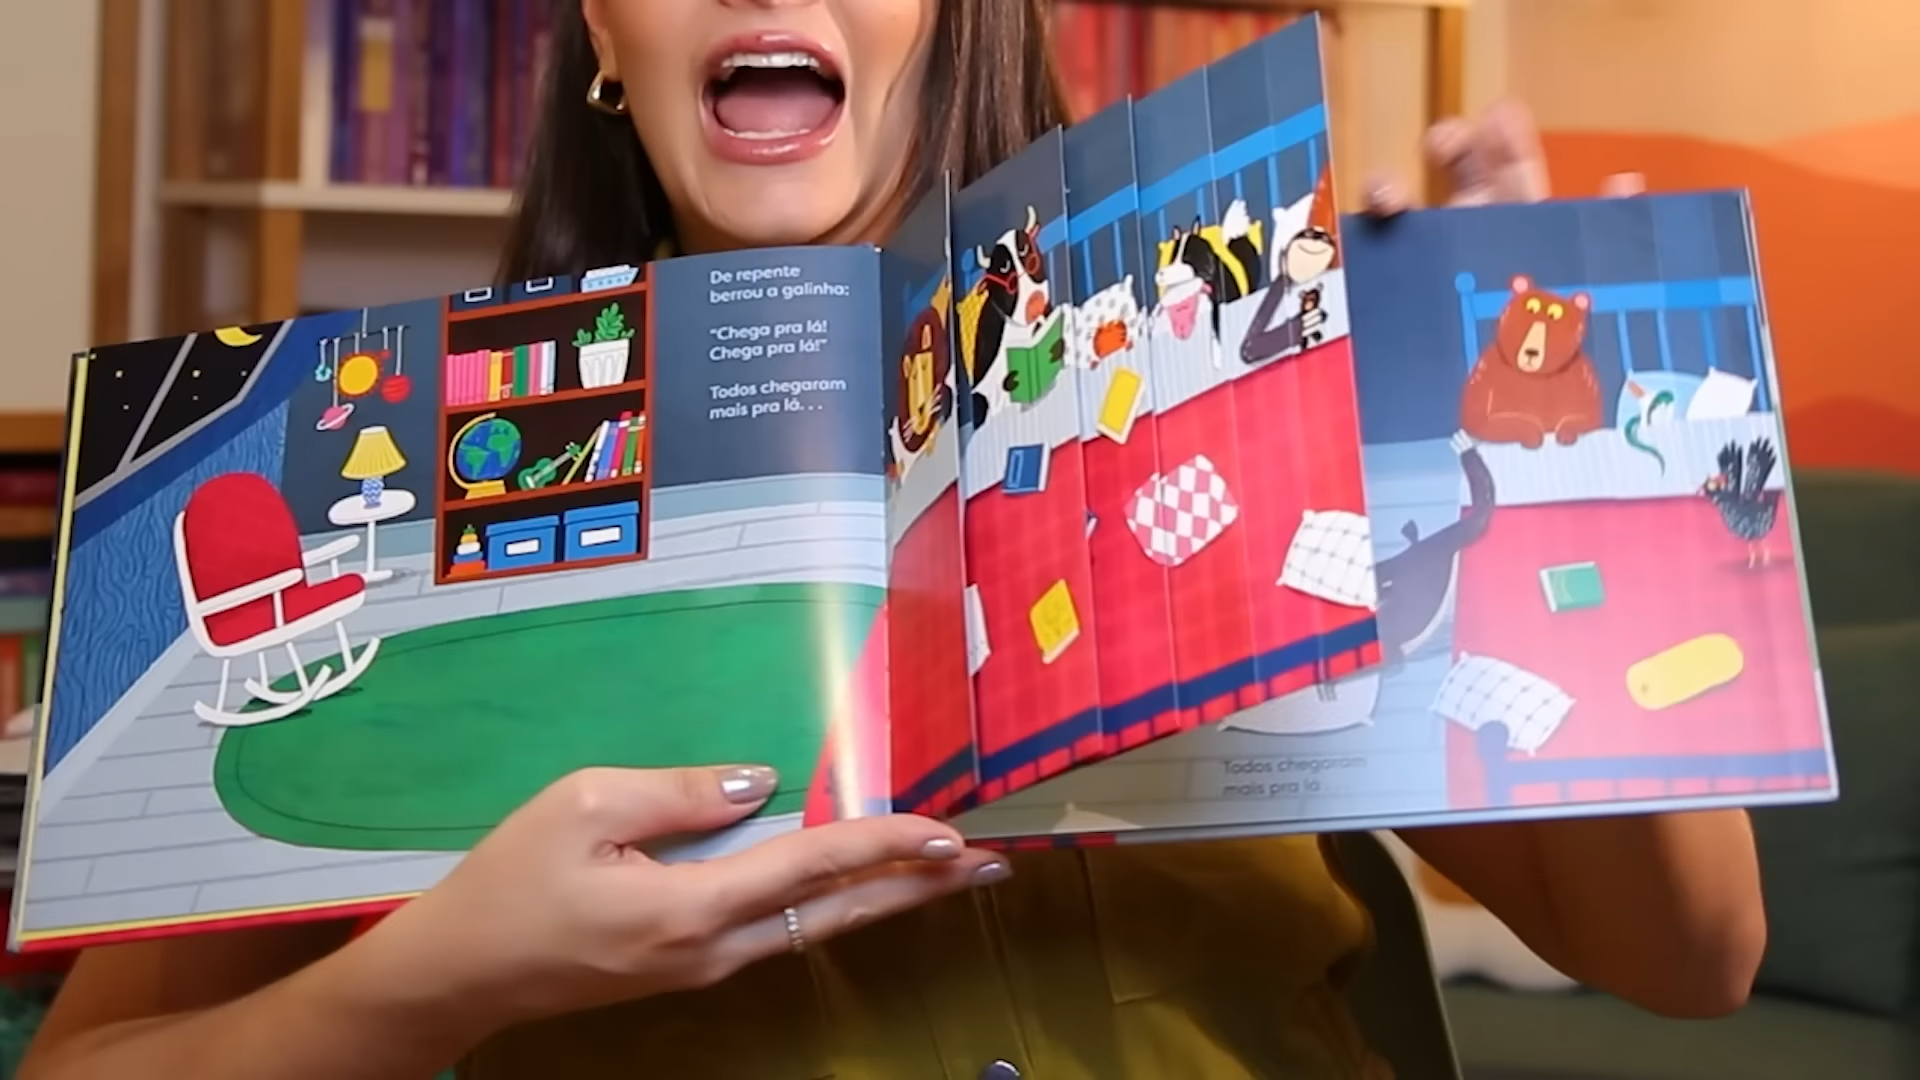 De repente
berrou a galinha:
"Chega pra lá!
Chega pra lá!"
Todos chegaram
mais pra lá...
Todos chegaram
mais pra lá...